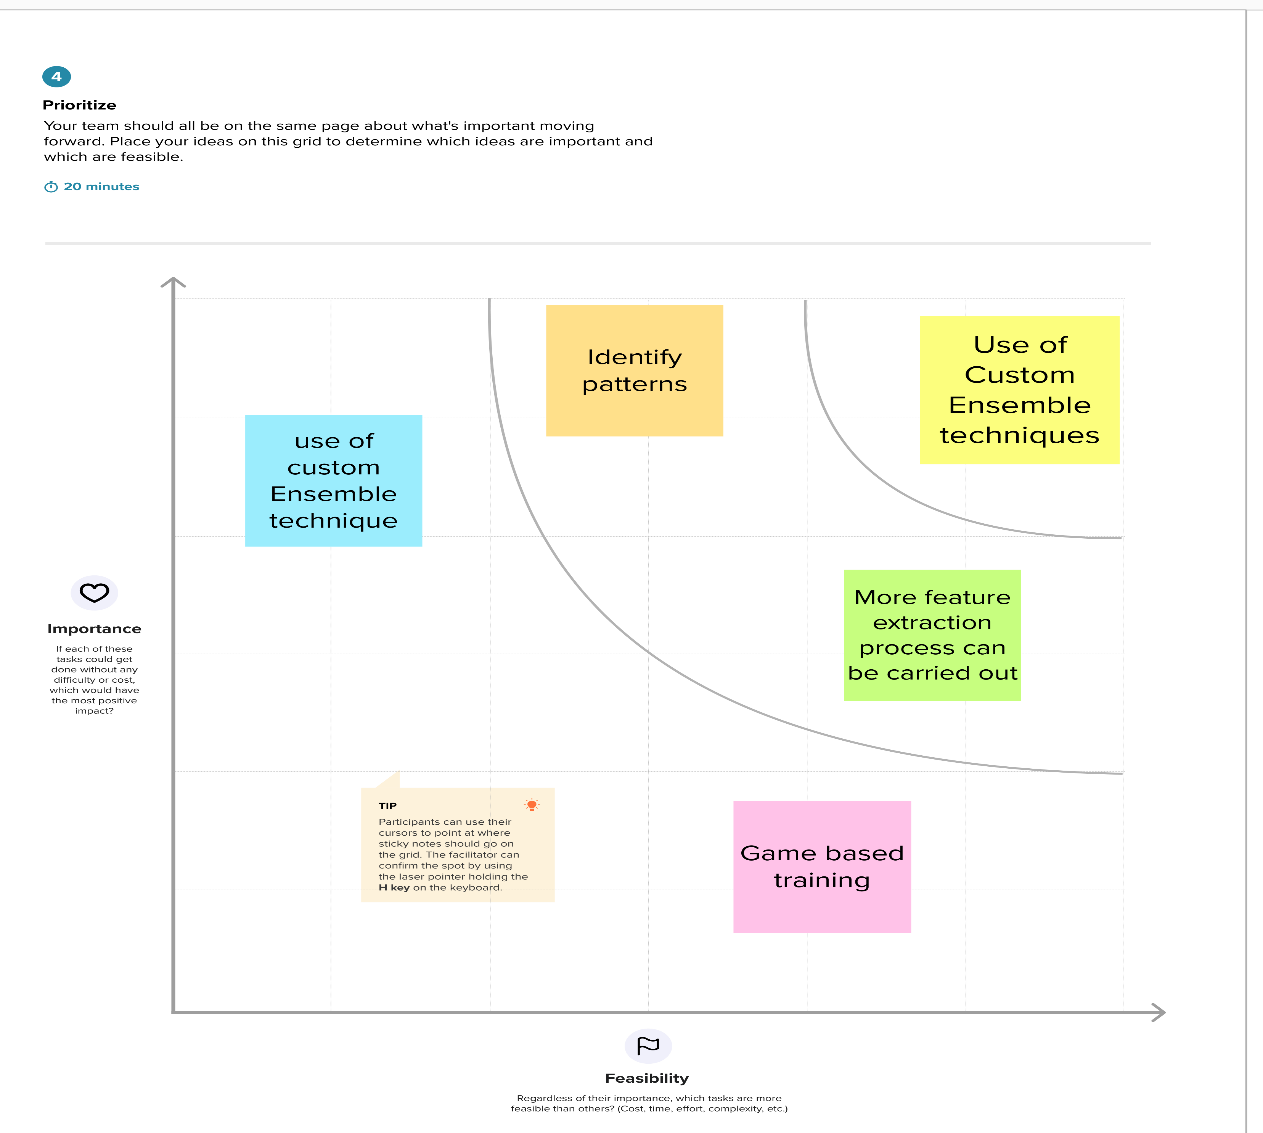 4
Prioritize
Your team should all be on the same page about what's important moving
forward. Place your ideas on this grid to determine which ideas are important and
which are feasible.
20 minutes
Identify
patterns
Use of
Custom
Ensemble
techniques
use of
custom
Ensemble
technique
More feature
extraction
process can
be carried out
Importance
If each of these
tasks could get
done without any
difficulty or cost,
which would have
the most positive
impact?
TIP
Participants can use their
cursors to point at where
sticky notes should go on
the grid. The facilitator can
confirm the spot by using
the laser pointer holding the
H key on the keyboard.
Game based
training
Feasibility
Regardless of their importance, which tasks are more
feasible than others? (Cost, time, effort, complexity, etc.)